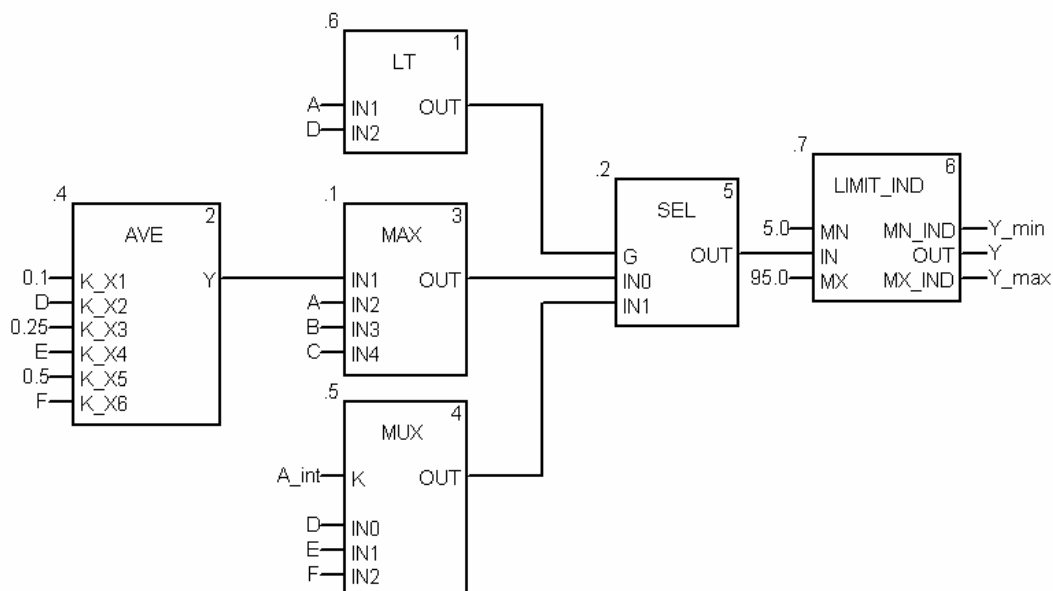 .6
1
LT
A IN1 OUT
D IN2
.4
2
AVE
0.1 K_X1 Y
D K_X2
0.25 K_X3
E K_X4
0.5 K_X5
F K_X6
.1
3
MAX
IN1 OUT
A IN2
B IN3
C IN4
.5
4
MUX
A_int K OUT
D IN0
E IN1
F IN2
.2
5
SEL
G OUT
IN0
IN1
.7
6
LIMIT_IND
5.0 MN MN_IND Y_min
IN OUT Y
95.0 MX MX_IND Y_max